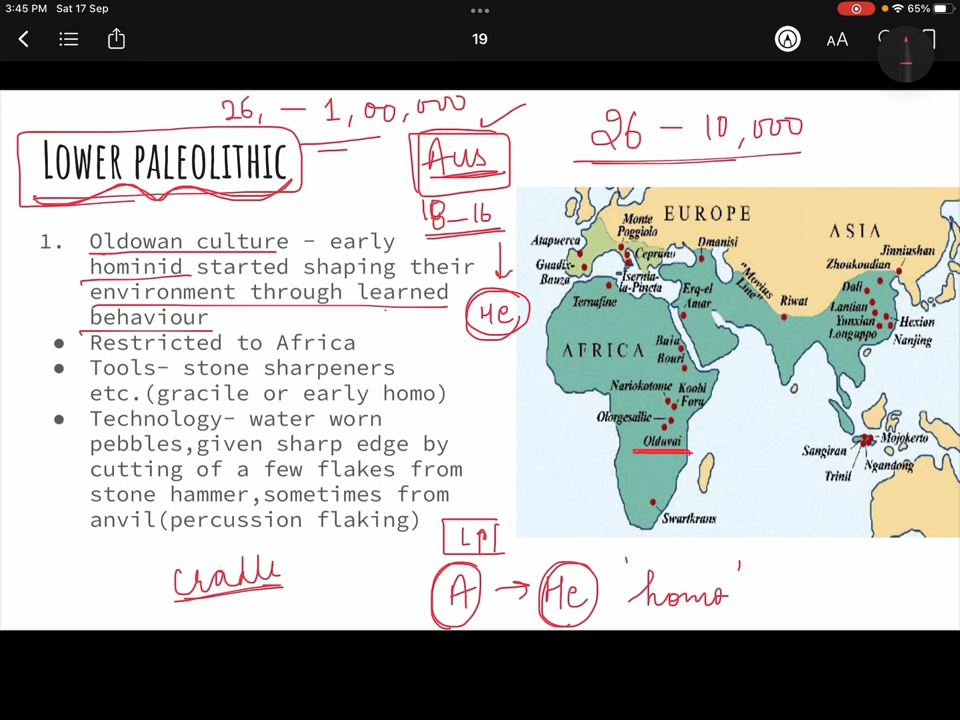 3:45 PM Sat 17 Sep
65%
19
AA
26, – 1,00,000
26 – 10,000
LOWER PALEOLITHIC
Aus
18–16
He,
1. Oldowan culture – early
hominid started shaping their
environment through learned
behaviour
● Restricted to Africa
● Tools- stone sharpeners
etc.(gracile or early homo)
● Technology- water worn
pebbles,given sharp edge by
cutting of a few flakes from
stone hammer,sometimes from
anvil(percussion flaking)
cradle
LPl
A → He 'homo'
EUROPE
ASIA
AFRICA
Monte
Poggiolo
Atapuerca
Ceprano
Guadix-
Bauza
Isernia-
la-Pineta
Dmanisi
"Movius
Line"
Jinniushan
Zhoukoudian
Dali
Lantian
Yunxian
Longuppo
Hexian
Nanjing
Ternafine
Erq-el
Amar
Riwat
Baia
Bouri
Nariokotome
Koobi
Fora
Olorgesailie
Olduvai
Swartkrans
Sangiran
Mojokerto
Ngandong
Trinil